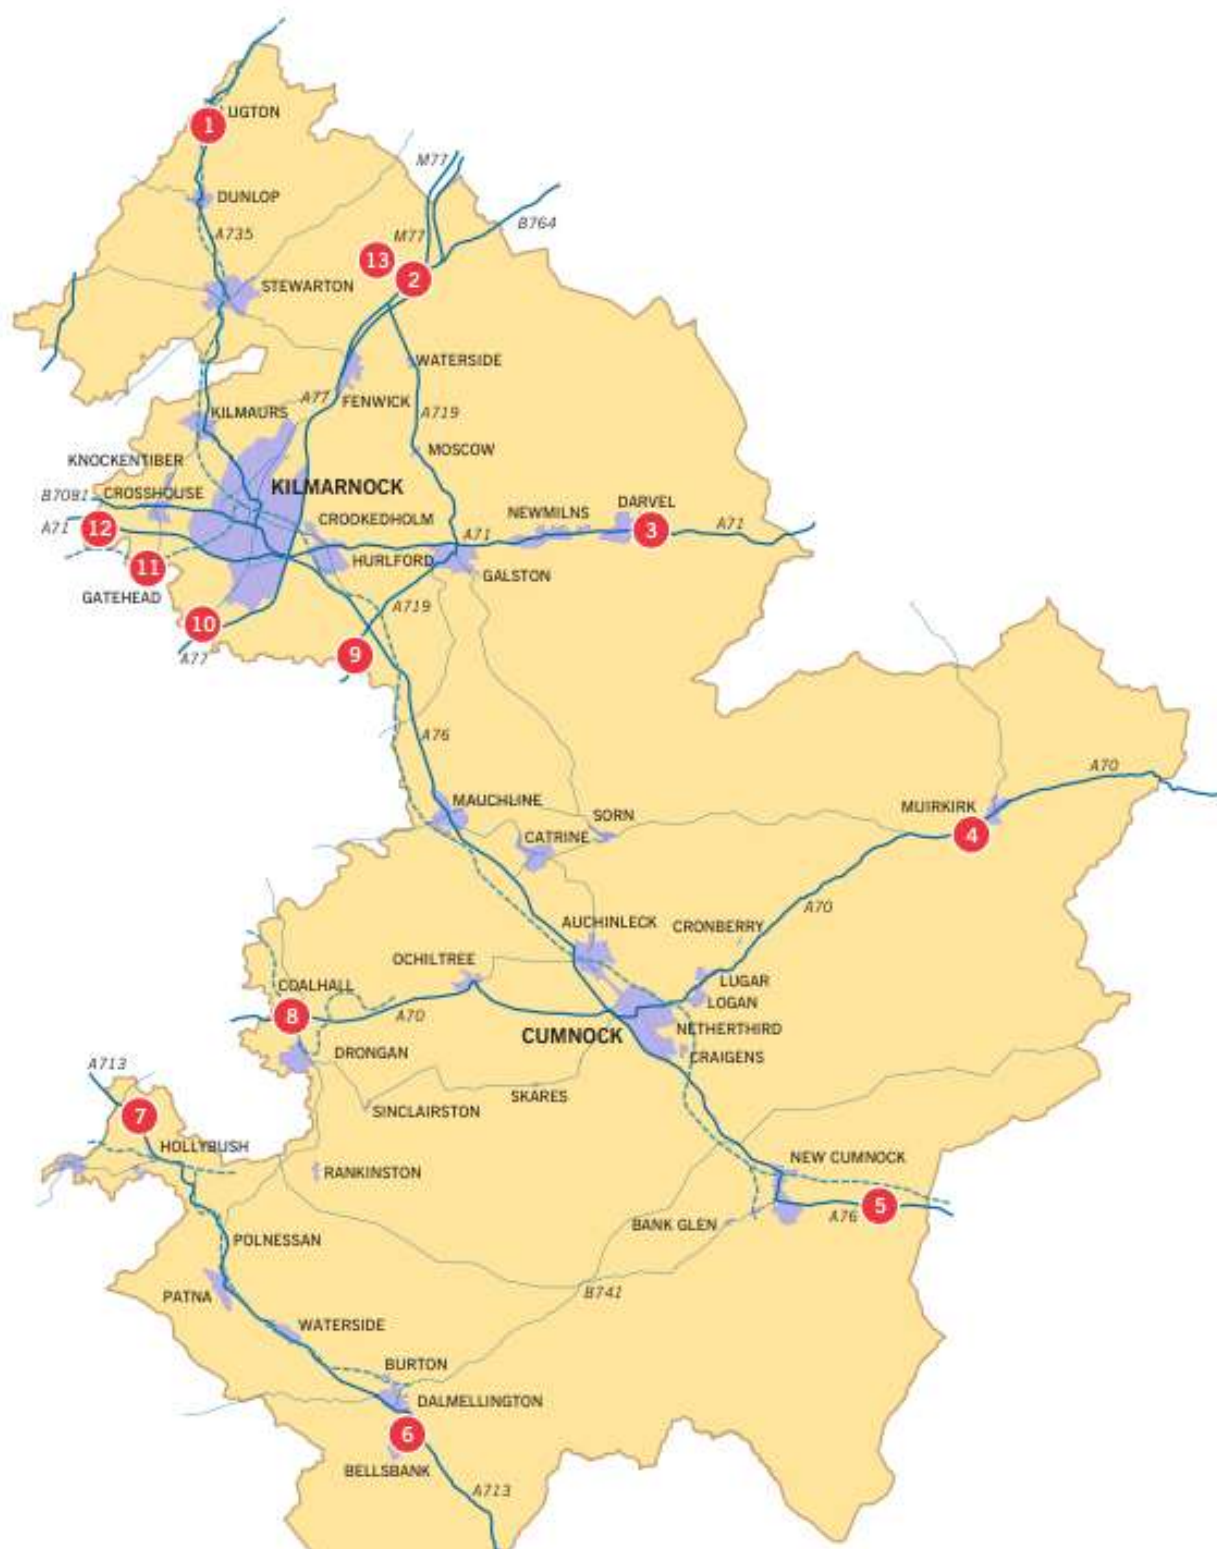 UGTON
1
DUNLOP
M77
A735
B764
M77
13
2
STEWARTON
WATERSIDE
A77
FENWICK
KILMAURS
A719
MOSCOW
KNOCKENTIBER
KILMARNOCK
B7081
CROSSHOUSE
DARVEL
NEWMILNS
CROOKEDHOLM
A71
12
A71
3
A71
HURLFORD
11
GALSTON
GATEHEAD
A719
10
A77
9
A76
A70
MAUCHLINE
MUIRKIRK
SORN
4
CATRINE
A70
AUCHINLECK
CRONBERRY
OCHILTREE
LUGAR
COALHALL
LOGAN
8
A70
CUMNOCK
NETHERTHIRD
DRONGAN
CRAIGENS
A713
SKARES
7
SINCLAIRSTON
HOLLYBUSH
NEW CUMNOCK
RANKINSTON
5
A76
BANK GLEN
POLNESSAN
B741
PATNA
WATERSIDE
BURTON
DALMELLINGTON
6
BELLSBANK
A713